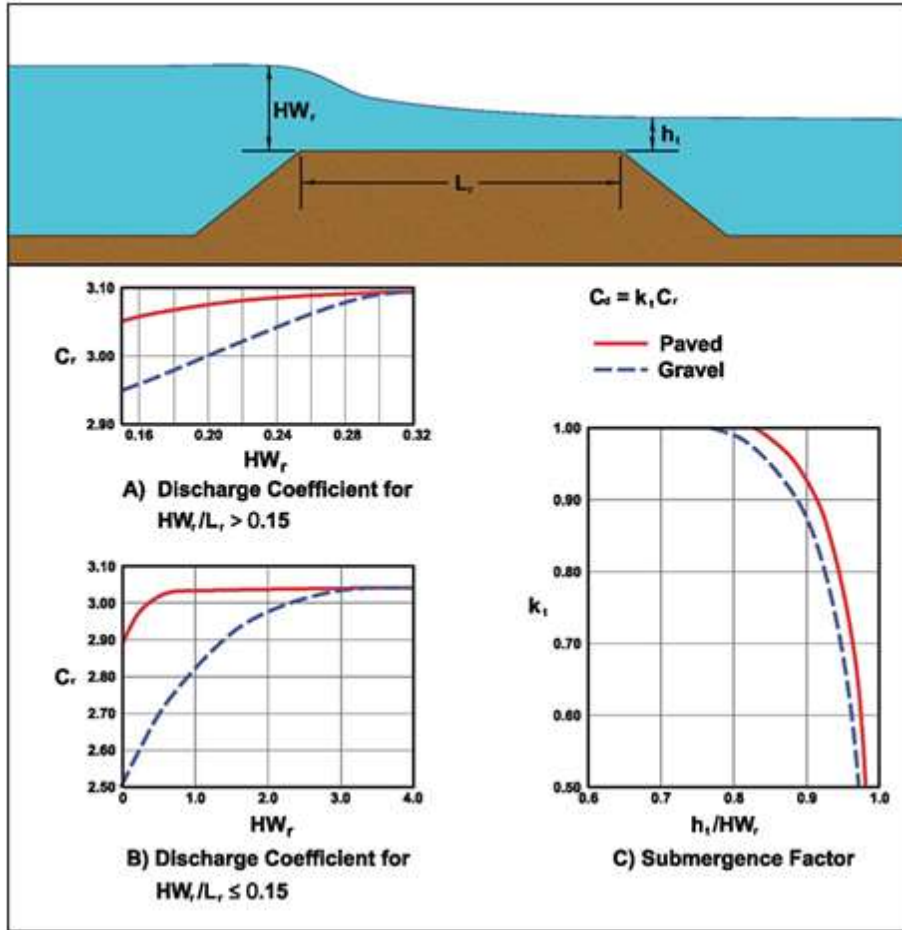 HWr
ht
Lr
3.10
Cr 3.00
2.90
0.16 0.20 0.24 0.28 0.32
HWr
A) Discharge Coefficient for
HWr/Lr > 0.15
Cd = ktCr
Paved
Gravel
3.10
3.00
2.90
Cr 2.80
2.70
2.60
2.50
0 1.0 2.0 3.0 4.0
HWr
B) Discharge Coefficient for
HWr/Lr ≤ 0.15
1.00
0.90
0.80
kt
0.70
0.60
0.50
0.6 0.7 0.8 0.9 1.0
ht/HWr
C) Submergence Factor